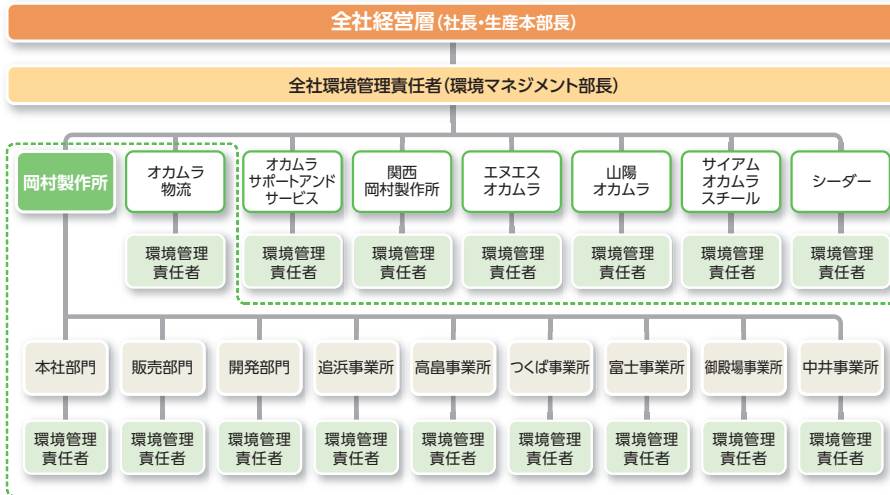 全社経営層(社長・生産本部長)
全社環境管理責任者(環境マネジメント部長)
岡村製作所
オカムラ
物流
オカムラ
サポートアンド
サービス
関西
岡村製作所
エヌエス
オカムラ
山陽
オカムラ
サイアム
オカムラ
スチール
シーダー
環境管理
責任者
環境管理
責任者
環境管理
責任者
環境管理
責任者
環境管理
責任者
環境管理
責任者
環境管理
責任者
本社部門
販売部門
開発部門
追浜事業所
高畠事業所
つくば事業所
富士事業所
御殿場事業所
中井事業所
環境管理
責任者
環境管理
責任者
環境管理
責任者
環境管理
責任者
環境管理
責任者
環境管理
責任者
環境管理
責任者
環境管理
責任者
環境管理
責任者